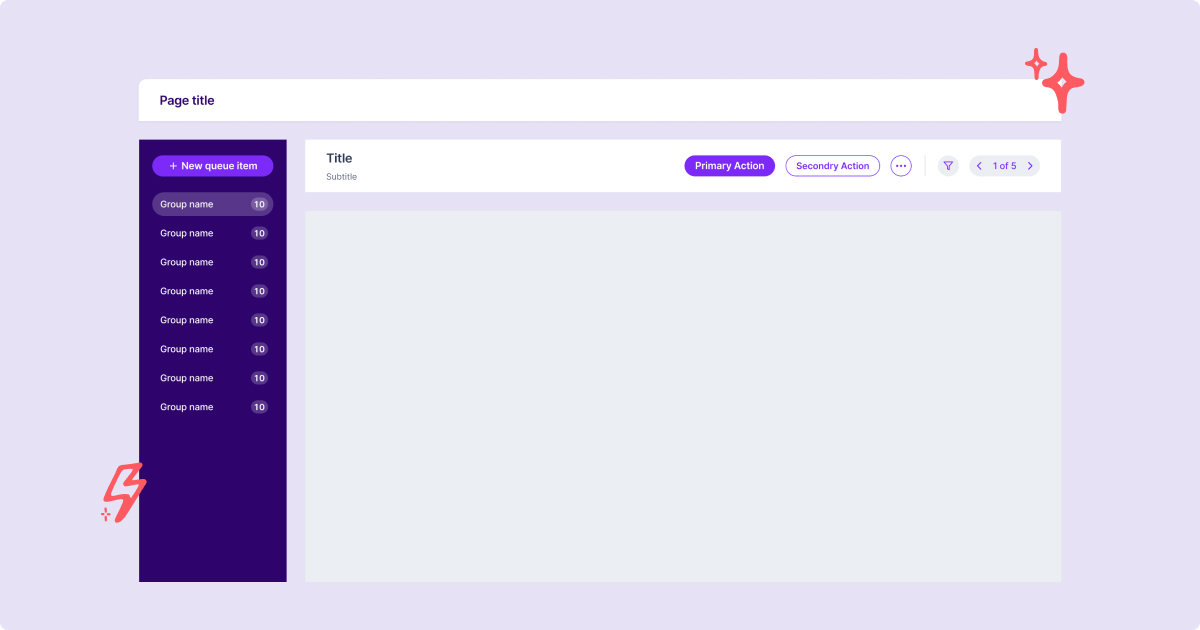 Page title
+ New queue item
Group name 10
Group name 10
Group name 10
Group name 10
Group name 10
Group name 10
Group name 10
Group name 10
Title
Subtitle
Primary Action
Secondry Action
1 of 5